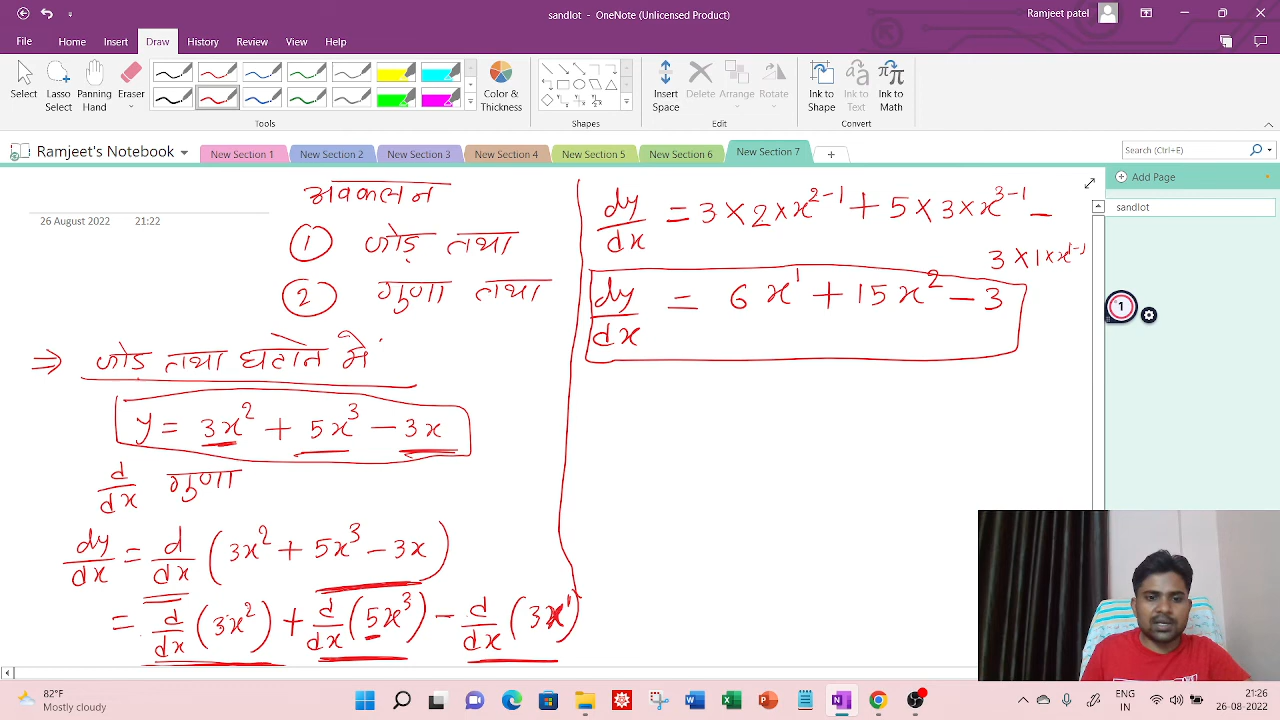 sandlot - OneNote (Unlicensed Product)
Ramjeet patel
File Home Insert Draw History Review View Help
Select Lasso Select Panning Hand Eraser
Color & Thickness
Insert Space Delete Arrange Rotate
Ink to Shape Ink to Text Ink to Math
Tools Shapes Edit Convert
Ramjeet's Notebook New Section 1 New Section 2 New Section 3 New Section 4 New Section 5 New Section 6 New Section 7
Search (Ctrl+E)
Add Page
sandlot
26 August 2022 21:22
अवकलन
① जोड़ तथा
② गुणा तथा
⇒ जोड तथा घटाने में
y = 3x² + 5x³ – 3x
d/dx गुणा
dy/dx = d/dx (3x² + 5x³ – 3x)
= d/dx (3x²) + d/dx (5x³) – d/dx (3x¹)
dy/dx = 3 × 2 × x²⁻¹ + 5 × 3 × x³⁻¹ –
3 × 1 × x¹⁻¹
dy/dx = 6x¹ + 15x² – 3
1
82°F
Mostly cloudy
ENG
IN
21:26
26-08-2022